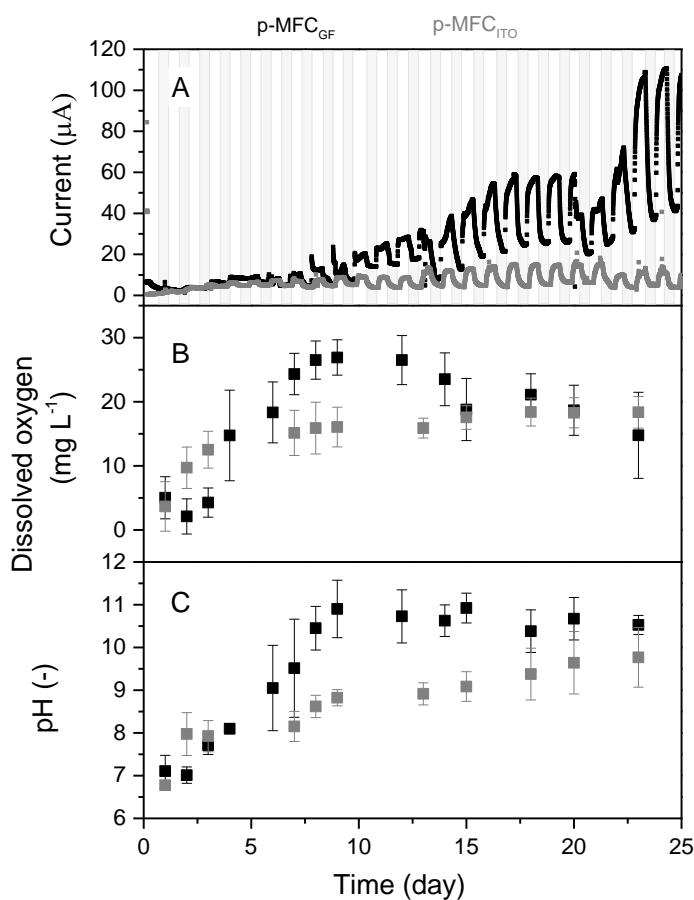 p-MFC_GF p-MFC_ITO
A
Current (μA)
120
100
80
60
40
20
0
B
Dissolved oxygen
(mg L⁻¹)
30
20
10
0
C
pH (-)
12
11
10
9
8
7
6
0 5 10 15 20 25
Time (day)